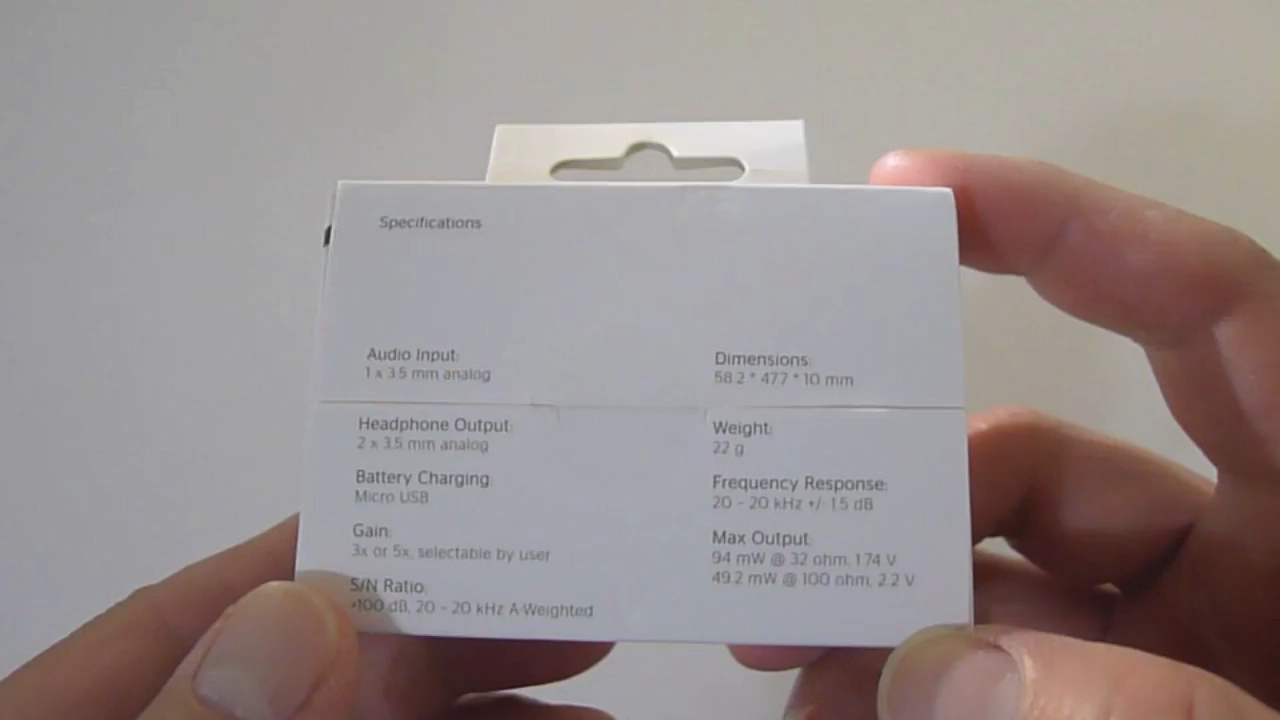 Specifications
Audio Input:
1 x 3.5 mm analog
Headphone Output:
2 x 3.5 mm analog
Battery Charging:
Micro USB
Gain:
3x or 5x, selectable by user
S/N Ratio:
>100 dB, 20 - 20 kHz A-Weighted
Dimensions:
58.2 * 47.7 * 10 mm
Weight:
22 g
Frequency Response:
20 - 20 kHz +/- 1.5 dB
Max Output:
94 mW @ 32 ohm, 1.74 V
49.2 mW @ 100 ohm, 2.2 V